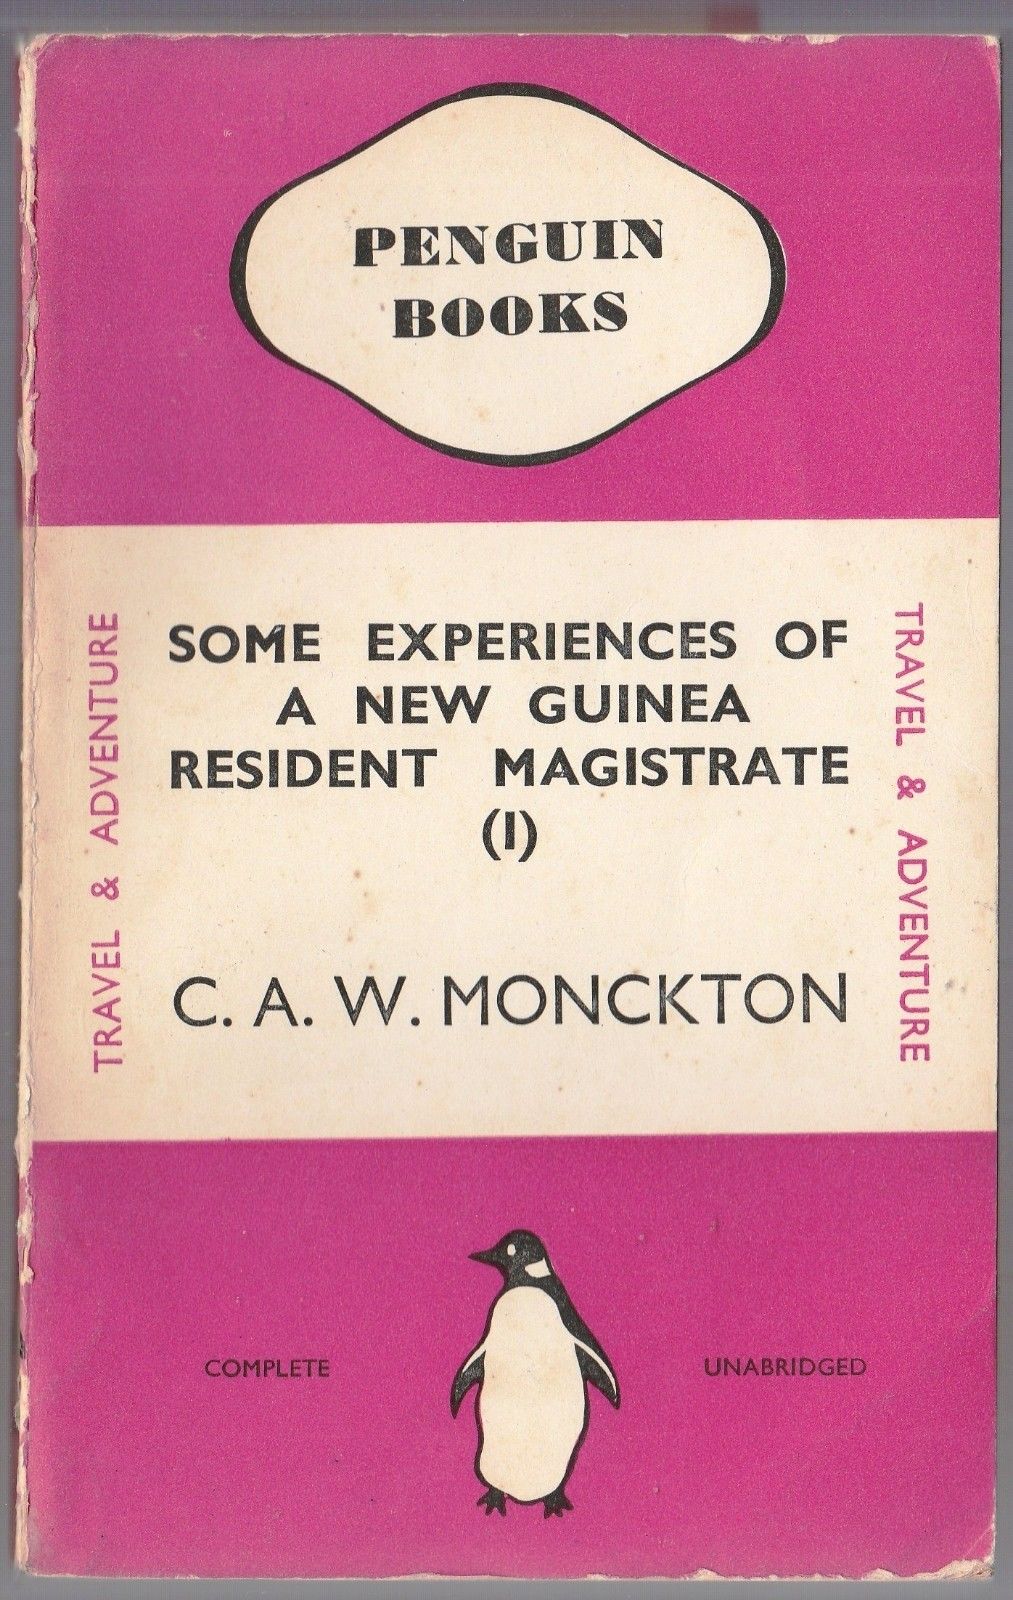 PENGUIN
BOOKS
TRAVEL & ADVENTURE
SOME EXPERIENCES OF
A NEW GUINEA
RESIDENT MAGISTRATE
(I)
C. A. W. MONCKTON
TRAVEL & ADVENTURE
COMPLETE
UNABRIDGED